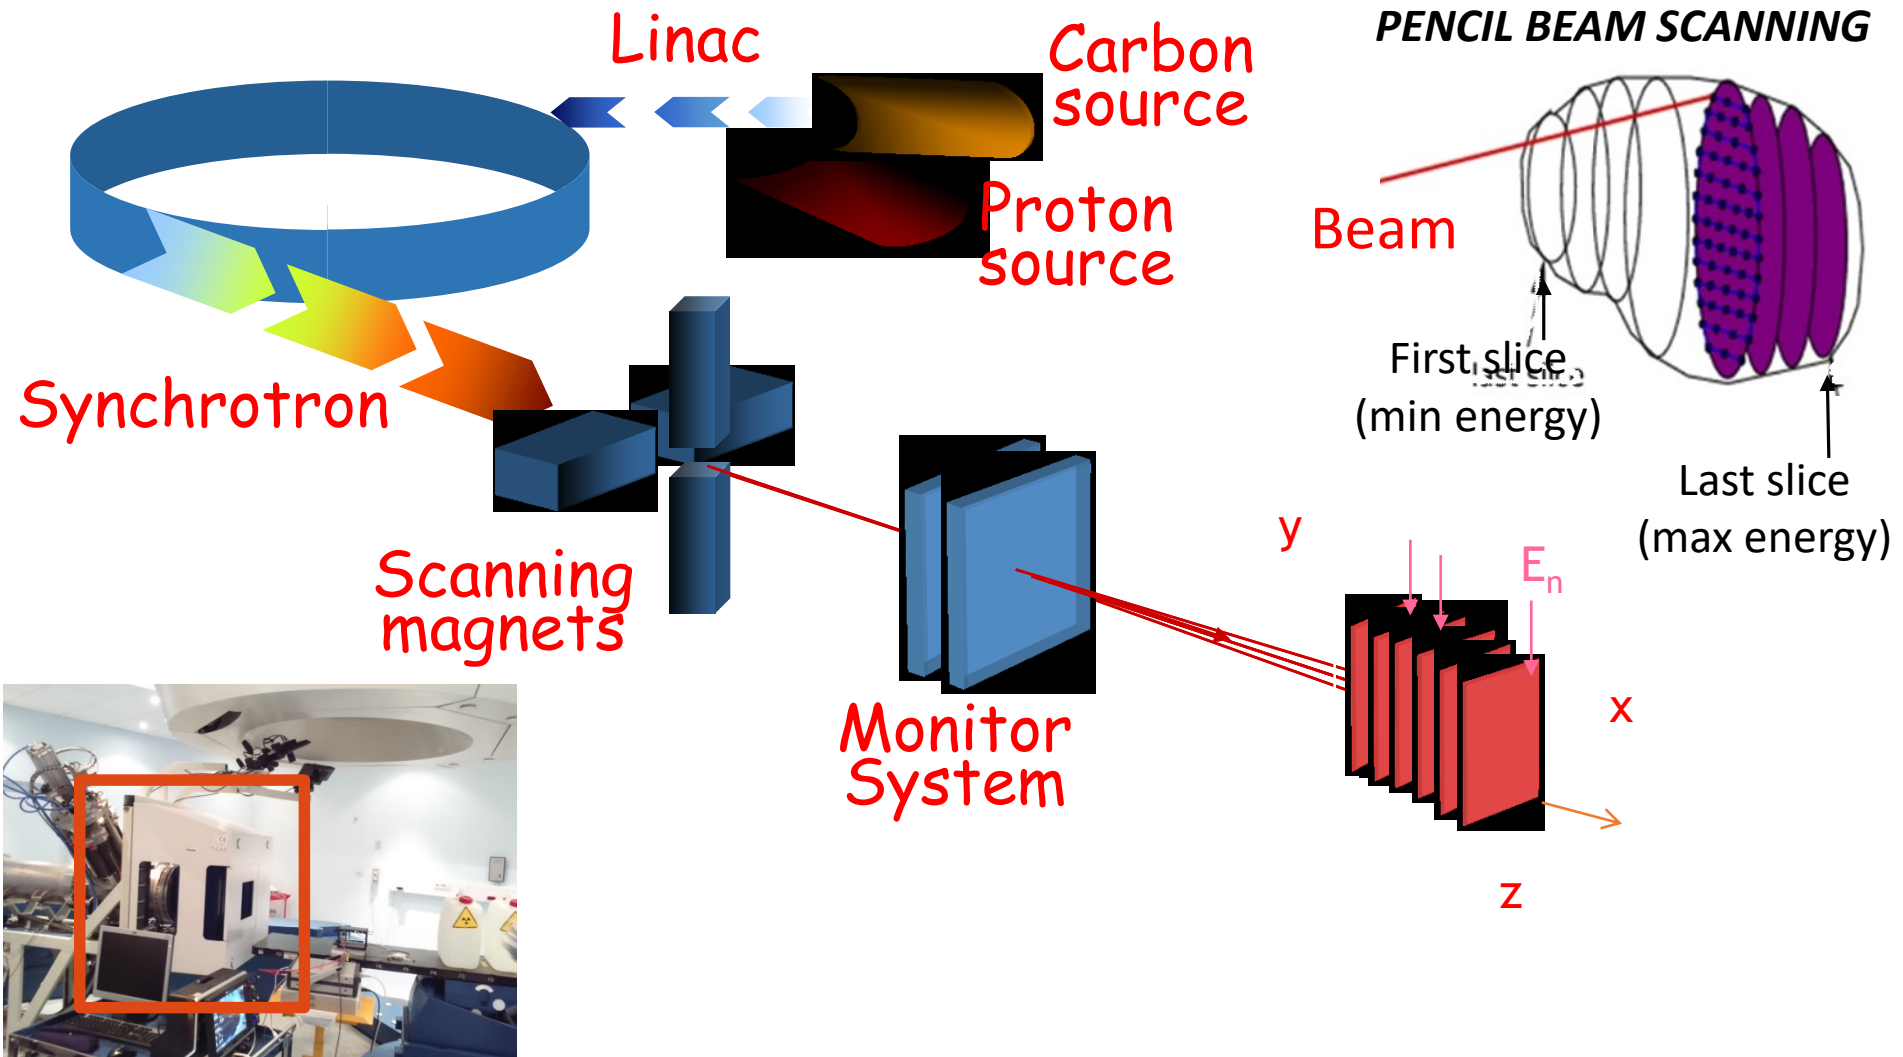 PENCIL BEAM SCANNING
Linac
Carbon
source
Proton
source
Beam
First slice
(min energy)
Last slice
(max energy)
Synchrotron
Scanning
magnets
Monitor
System
y
En
x
z